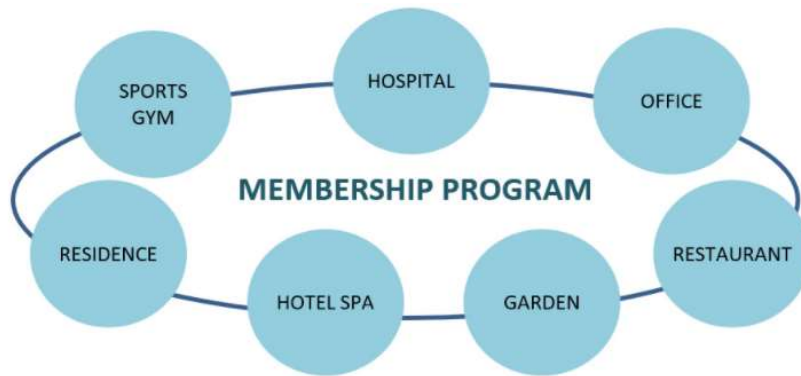 SPORTS
GYM
HOSPITAL
OFFICE
MEMBERSHIP PROGRAM
RESIDENCE
HOTEL SPA
GARDEN
RESTAURANT